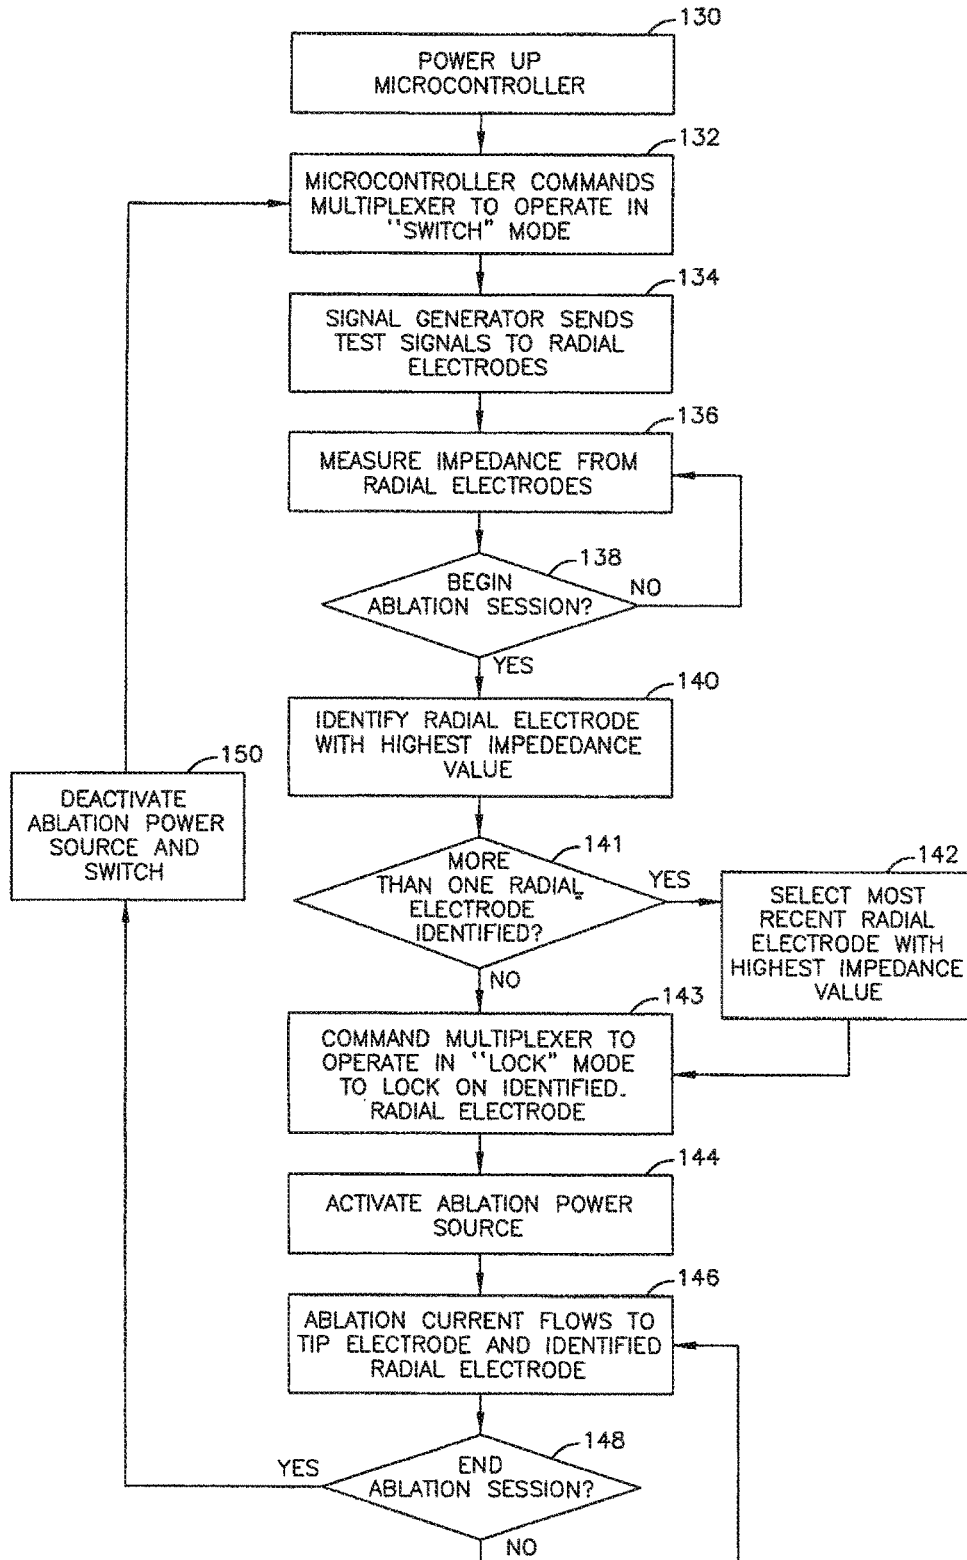 130
POWER UP
MICROCONTROLLER
132
MICROCONTROLLER COMMANDS
MULTIPLEXER TO OPERATE IN
"SWITCH" MODE
134
SIGNAL GENERATOR SENDS
TEST SIGNALS TO RADIAL
ELECTRODES
136
MEASURE IMPEDANCE FROM
RADIAL ELECTRODES
138
BEGIN
ABLATION SESSION?
NO
YES
140
IDENTIFY RADIAL ELECTRODE
WITH HIGHEST IMPEDEDANCE
VALUE
150
DEACTIVATE
ABLATION POWER
SOURCE AND
SWITCH
141
MORE
THAN ONE RADIAL
ELECTRODE
IDENTIFIED?
YES
NO
142
SELECT MOST
RECENT RADIAL
ELECTRODE WITH
HIGHEST IMPEDANCE
VALUE
143
COMMAND MULTIPLEXER TO
OPERATE IN "LOCK" MODE
TO LOCK ON IDENTIFIED.
RADIAL ELECTRODE
144
ACTIVATE ABLATION POWER
SOURCE
146
ABLATION CURRENT FLOWS TO
TIP ELECTRODE AND IDENTIFIED
RADIAL ELECTRODE
148
END
ABLATION SESSION?
YES
NO